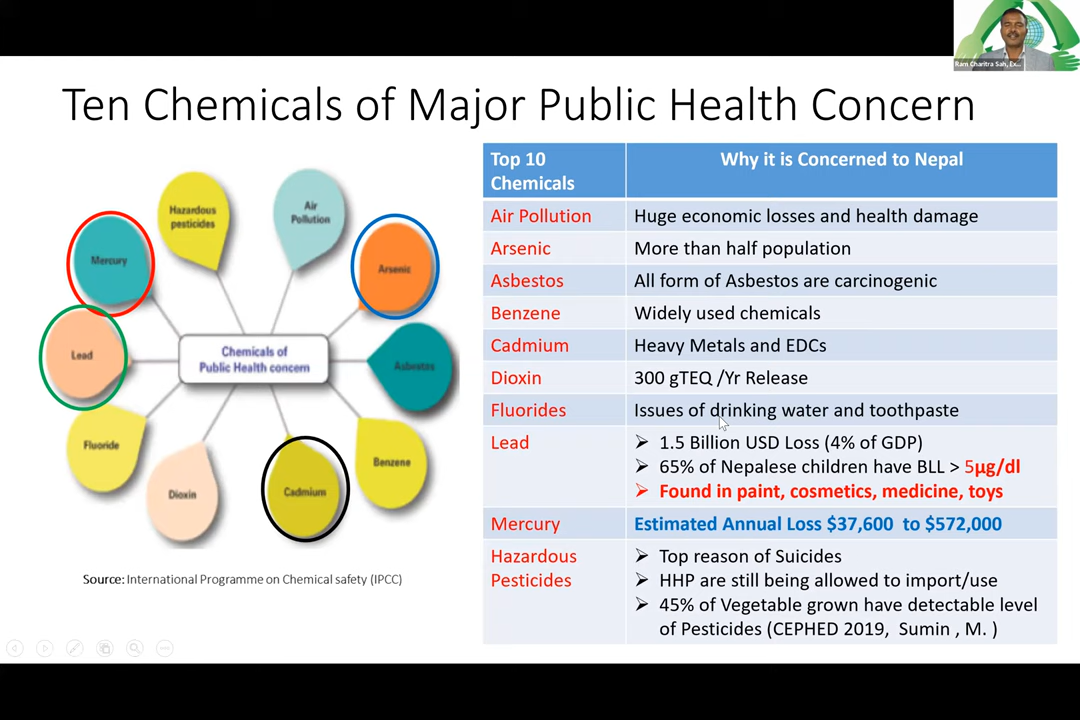 Ram Charitra Sah, Ex...
Ten Chemicals of Major Public Health Concern
Hazardous
pesticides
Air
Pollution
Mercury
Arsenic
Lead
Chemicals of
Public Health concern
Asbestos
Fluoride
Benzene
Dioxin
Cadmium
Source: International Programme on Chemical safety (IPCC)
Top 10
Chemicals
Why it is Concerned to Nepal
Air Pollution
Huge economic losses and health damage
Arsenic
More than half population
Asbestos
All form of Asbestos are carcinogenic
Benzene
Widely used chemicals
Cadmium
Heavy Metals and EDCs
Dioxin
300 gTEQ /Yr Release
Fluorides
Issues of drinking water and toothpaste
Lead
➢ 1.5 Billion USD Loss (4% of GDP)
➢ 65% of Nepalese children have BLL > 5µg/dl
➢ Found in paint, cosmetics, medicine, toys
Mercury
Estimated Annual Loss $37,600 to $572,000
Hazardous
Pesticides
➢ Top reason of Suicides
➢ HHP are still being allowed to import/use
➢ 45% of Vegetable grown have detectable level
of Pesticides (CEPHED 2019, Sumin , M. )